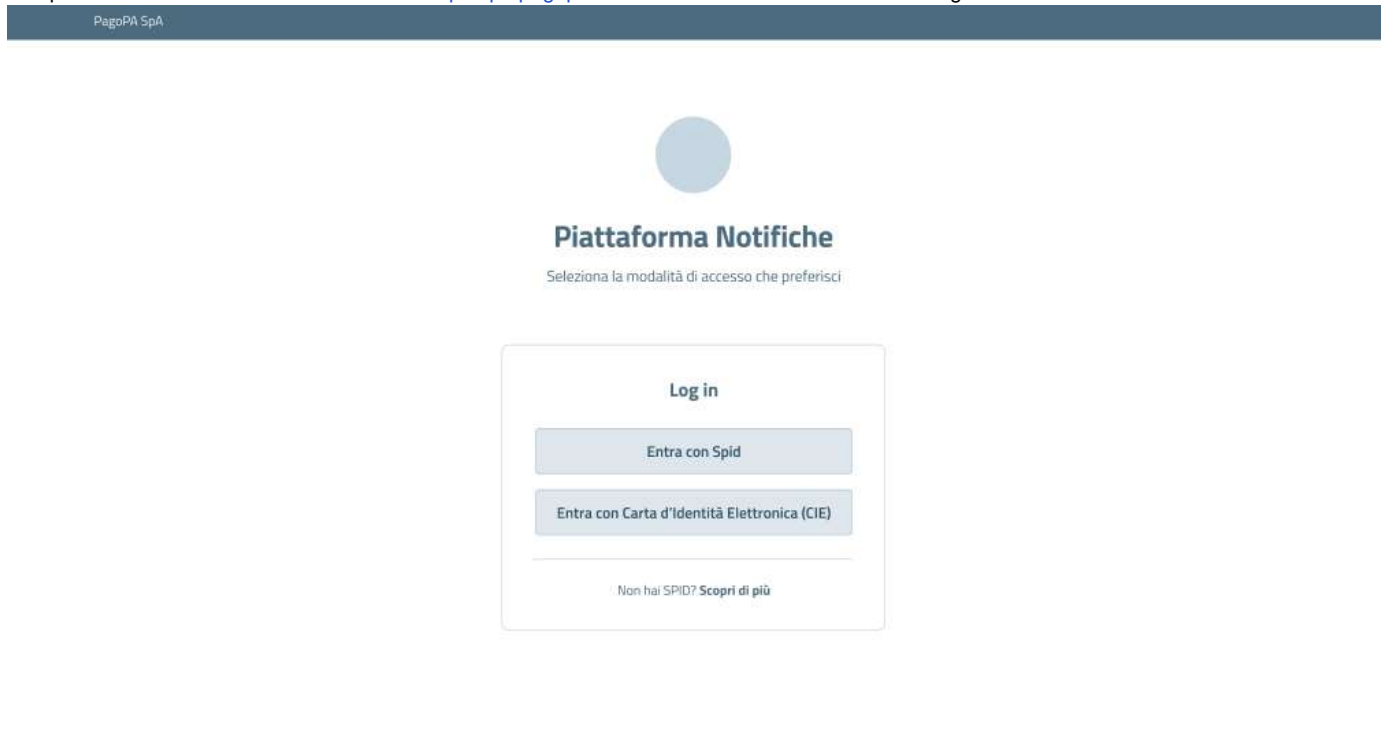 PagoPA SpA
Piattaforma Notifiche
Seleziona la modalità di accesso che preferisci
Log in
Entra con Spid
Entra con Carta d'Identità Elettronica (CIE)
Non hai SPID? Scopri di più